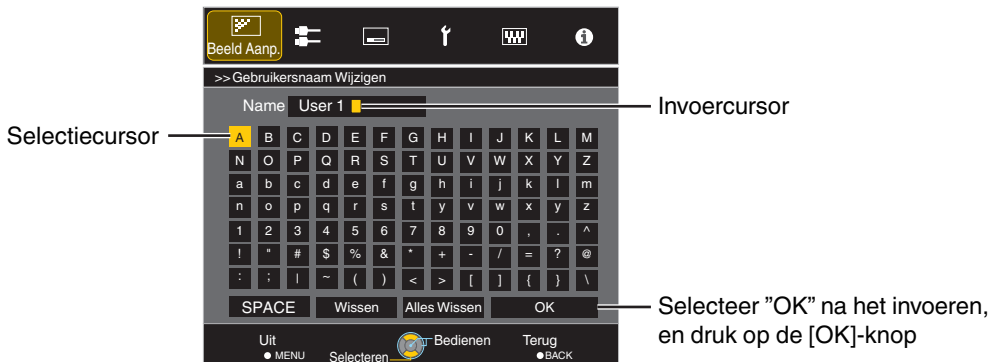 Beeld Aanp.
>>Gebruikersnaam Wijzigen
Name User 1
Invoercursor
Selectiecursor
A B C D E F G H I J K L M
N O P Q R S T U V W X Y Z
a b c d e f g h i j k l m
n o p q r s t y v w x y z
1 2 3 4 5 6 7 8 9 0 , . ^
! " # $ % & * + - / = ? @
: ; | ~ ( ) < > [ ] { } \
SPACE Wissen Alles Wissen OK
Selecteer ”OK” na het invoeren,
en druk op de [OK]-knop
Uit Bedienen Terug
MENU Selecteren BACK